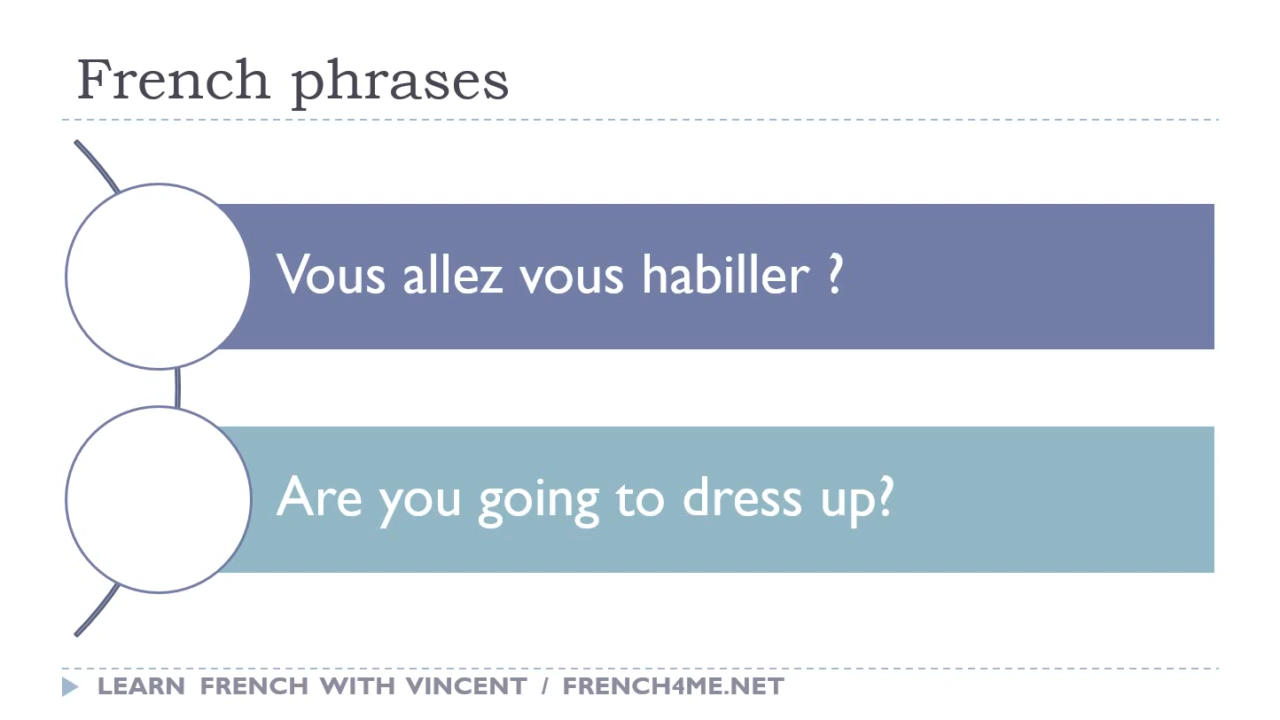 French phrases
Vous allez vous habiller ?
Are you going to dress up?
LEARN FRENCH WITH VINCENT / FRENCH4ME.NET